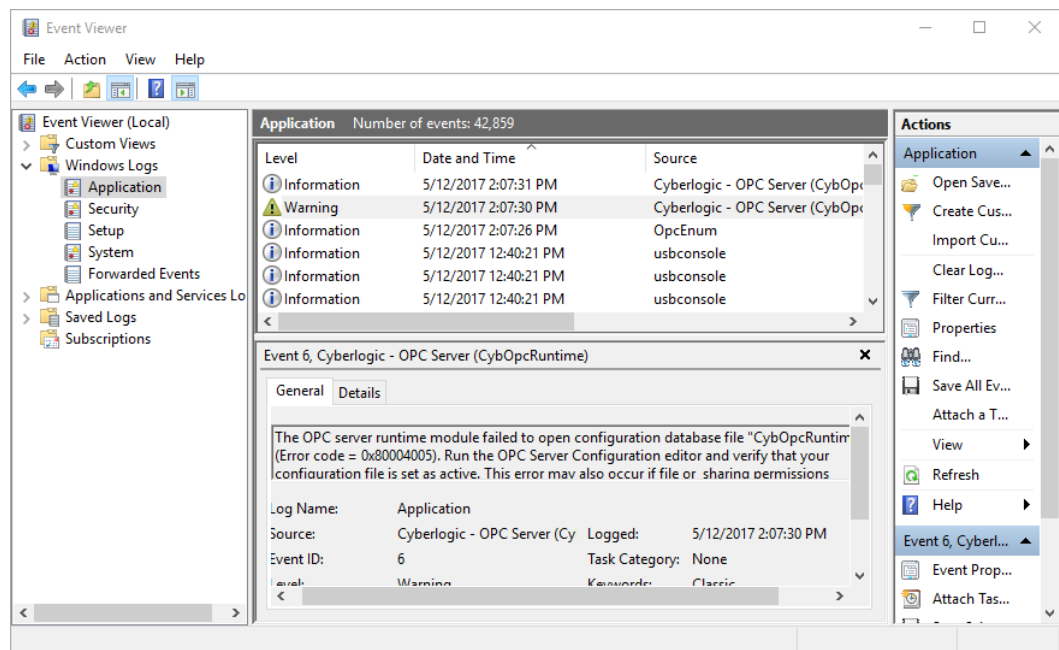 Event Viewer
File Action View Help
Event Viewer (Local)
Custom Views
Windows Logs
Application
Security
Setup
System
Forwarded Events
Applications and Services Lo
Saved Logs
Subscriptions
Application Number of events: 42,859
Level Date and Time Source
Information 5/12/2017 2:07:31 PM Cyberlogic - OPC Server (CybOpc
Warning 5/12/2017 2:07:30 PM Cyberlogic - OPC Server (CybOpc
Information 5/12/2017 2:07:26 PM OpcEnum
Information 5/12/2017 12:40:21 PM usbconsole
Information 5/12/2017 12:40:21 PM usbconsole
Information 5/12/2017 12:40:21 PM usbconsole
Event 6, Cyberlogic - OPC Server (CybOpcRuntime)
General Details
The OPC server runtime module failed to open configuration database file "CybOpcRuntim
(Error code = 0x80004005). Run the OPC Server Configuration editor and verify that your
configuration file is set as active. This error may also occur if file or sharing permissions
Log Name: Application
Source: Cyberlogic - OPC Server (Cy Logged: 5/12/2017 2:07:30 PM
Event ID: 6 Task Category: None
Level: Warning Keywords: Classic
Actions
Application
Open Save...
Create Cus...
Import Cu...
Clear Log...
Filter Curr...
Properties
Find...
Save All Ev...
Attach a T...
View
Refresh
Help
Event 6, Cyberl...
Event Prop...
Attach Tas...